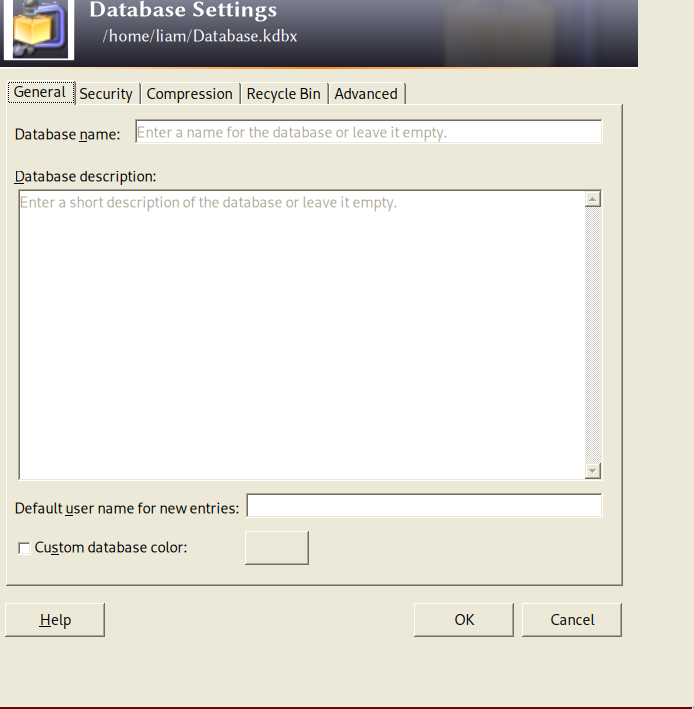 Database Settings
/home/liam/Database.kdbx
General Security Compression Recycle Bin Advanced
Database name: Enter a name for the database or leave it empty.
Database description:
Enter a short description of the database or leave it empty.
Default user name for new entries:
Custom database color:
Help OK Cancel